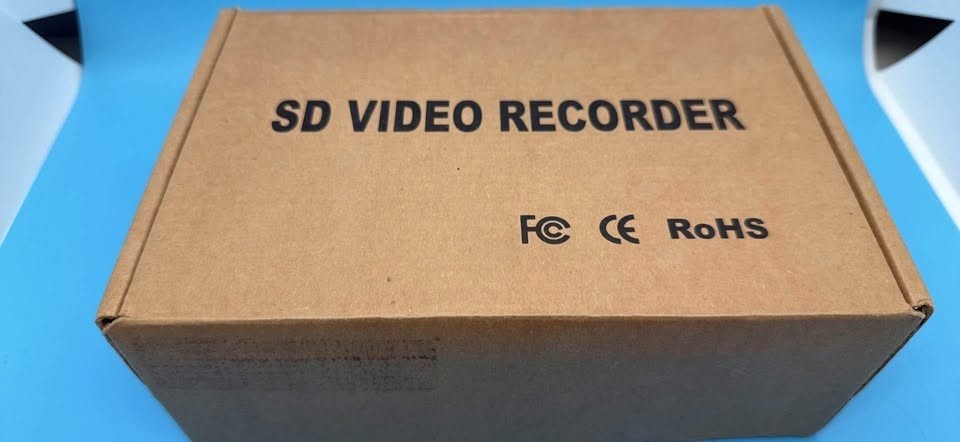 SD VIDEO RECORDER
FC CE RoHS